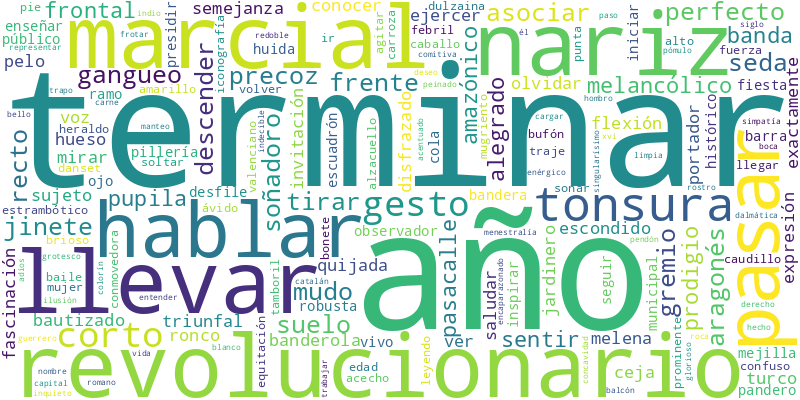 pie frontal semejanza conocer dulzaina indio frotar paso siglo
enseñar público presidir iconografía redoble ir agitar carroza febril ejercer asociar punta él perfecto
representar marcial huida caballo comitiva nariz iniciar alto fuerza banda
pelo gangueo precoz volver deseo peinado pómulo seda
trapo amarillo frente amazónico olvidar hombro fiesta exactamente
bello carne ramo descender invitación mugriento melancólico
voz heraldo terminar cargar flexión xvi simpatía
recto hueso manteo indecible escuadrón cola disfrazado acentuado alegrado bufón portador histórico barra boca
mirar pillería danset valenciano alzacuello traje limpia llegar
soltar soñadoro enérgico soñar singularísimo
sujeto ojo pupila desfile tirar gesto bandera tonsura rostro expresión
estrambótico ávido dalmática
jinete hablar bonete observador menestralía escondido pendón caudillo pasar
brioso año jardinero gremio prodigio
adiós grotesco colorín conmovedora llevar tamboril catalán quijada pasacalle saludar encaparazonado inspirar seguir municipal aragonés
fascinación baile mujer mudo derecho
ilusión entender robusta hecho
bautizado triunfal suelo melena mejilla
guerrero corto ronco banderola vivo ver sentir prominente glorioso roca confuso
vida blanco equitación edad leyendo concavidad ceja turco
nombre capital romano trabajar acecho balcón pandero
inquieto revolucionario